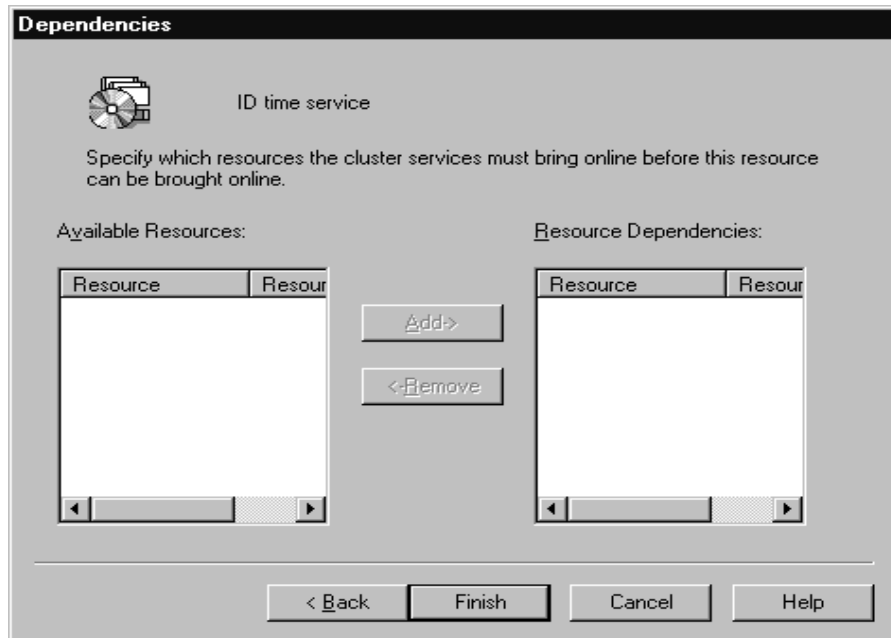 Dependencies
ID time service
Specify which resources the cluster services must bring online before this resource
can be brought online.
Available Resources:
Resource Dependencies:
Resource Resour
Resource Resour
Add->
<-Remove
< Back Finish Cancel Help